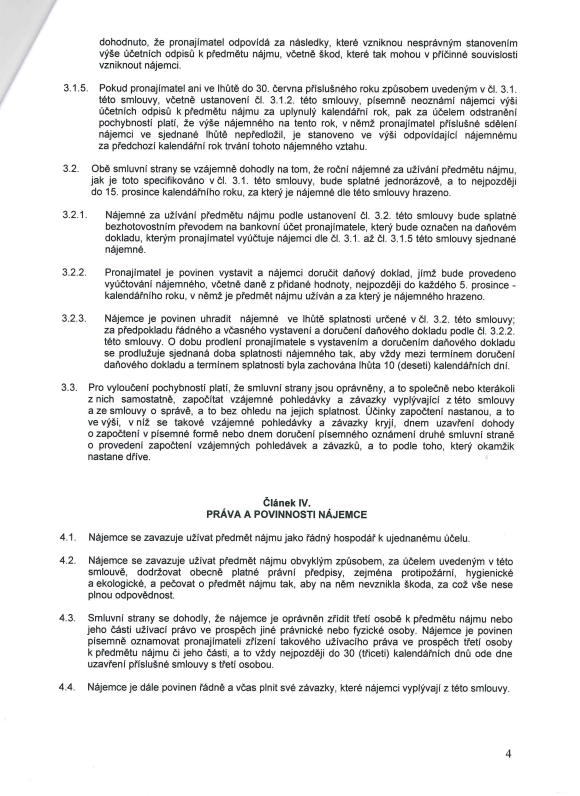 dohodnuto, že pronajímatel odpovídá za následky, které vzniknou nesprávným stanovením
výše účetních odpisů k předmětu nájmu, včetně škod, které tak mohou v příčinné souvislosti
vzniknout nájemci.
3.1.5. Pokud pronajímatel ani ve lhůtě do 30. června příslušného roku způsobem uvedeným v čl. 3.1.
této smlouvy, včetně ustanovení čl. 3.1.2. této smlouvy, písemně neoznámí nájemci výši
účetních odpisů k předmětu nájmu za uplynulý kalendářní rok, pak za účelem odstranění
pochybností platí, že výše nájemného na tento rok, v němž pronajímatel příslušné sdělení
nájemci ve sjednané lhůtě nepředložil, je stanoveno ve výši odpovídající nájemnému
za předchozí kalendářní rok trvání tohoto nájemního vztahu.
3.2. Obě smluvní strany se vzájemně dohodly na tom, že roční nájemné za užívání předmětu nájmu,
jak je toto specifikováno v čl. 3.1. této smlouvy, bude splatné jednorázově, a to nejpozději
do 15. prosince kalendářního roku, za který je nájemné dle této smlouvy hrazeno.
3.2.1. Nájemné za užívání předmětu nájmu podle ustanovení čl. 3.2. této smlouvy bude splatné
bezhotovostním převodem na bankovní účet pronajímatele, který bude označen na daňovém
dokladu, kterým pronajímatel vyúčtuje nájemci dle čl. 3.1. až čl. 3.1.5 této smlouvy sjednané
nájemné.
3.2.2. Pronajímatel je povinen vystavit a nájemci doručit daňový doklad, jímž bude provedeno
vyúčtování nájemného, včetně daně z přidané hodnoty, nejpozději do každého 5. prosince -
kalendářního roku, v němž je předmět nájmu užíván a za který je nájemného hrazeno.
3.2.3. Nájemce je povinen uhradit nájemné ve lhůtě splatnosti určené v čl. 3.2. této smlouvy;
za předpokladu řádného a včasného vystavení a doručení daňového dokladu podle čl. 3.2.2.
této smlouvy. O dobu prodlení pronajímatele s vystavením a doručením daňového dokladu
se prodlužuje sjednaná doba splatnosti nájemného tak, aby vždy mezi termínem doručení
daňového dokladu a termínem splatnosti byla zachována lhůta 10 (deseti) kalendářních dní.
3.3. Pro vyloučení pochybností platí, že smluvní strany jsou oprávněny, a to společně nebo kterákoli
z nich samostatně, započítat vzájemné pohledávky a závazky vyplývající z této smlouvy
a ze smlouvy o správě, a to bez ohledu na jejich splatnost. Účinky započtení nastanou, a to
ve výši, v níž se takové vzájemné pohledávky a závazky kryjí, dnem uzavření dohody
o započtení v písemné formě nebo dnem doručení písemného oznámení druhé smluvní straně
o provedení započtení vzájemných pohledávek a závazků, a to podle toho, který okamžik
nastane dříve.
Článek IV.
PRÁVA A POVINNOSTI NÁJEMCE
4.1. Nájemce se zavazuje užívat předmět nájmu jako řádný hospodář k ujednanému účelu.
4.2. Nájemce se zavazuje užívat předmět nájmu obvyklým způsobem, za účelem uvedeným v této
smlouvě, dodržovat obecně platné právní předpisy, zejména protipožární, hygienické
a ekologické, a pečovat o předmět nájmu tak, aby na něm nevznikla škoda, za což vše nese
plnou odpovědnost.
4.3. Smluvní strany se dohodly, že nájemce je oprávněn zřídit třetí osobě k předmětu nájmu nebo
jeho části užívací právo ve prospěch jiné právnické nebo fyzické osoby. Nájemce je povinen
písemně oznamovat pronajímateli zřízení takového užívacího práva ve prospěch třetí osoby
k předmětu nájmu či jeho části, a to vždy nejpozději do 30 (třiceti) kalendářních dnů ode dne
uzavření příslušné smlouvy s třetí osobou.
4.4. Nájemce je dále povinen řádně a včas plnit své závazky, které nájemci vyplývají z této smlouvy.
4